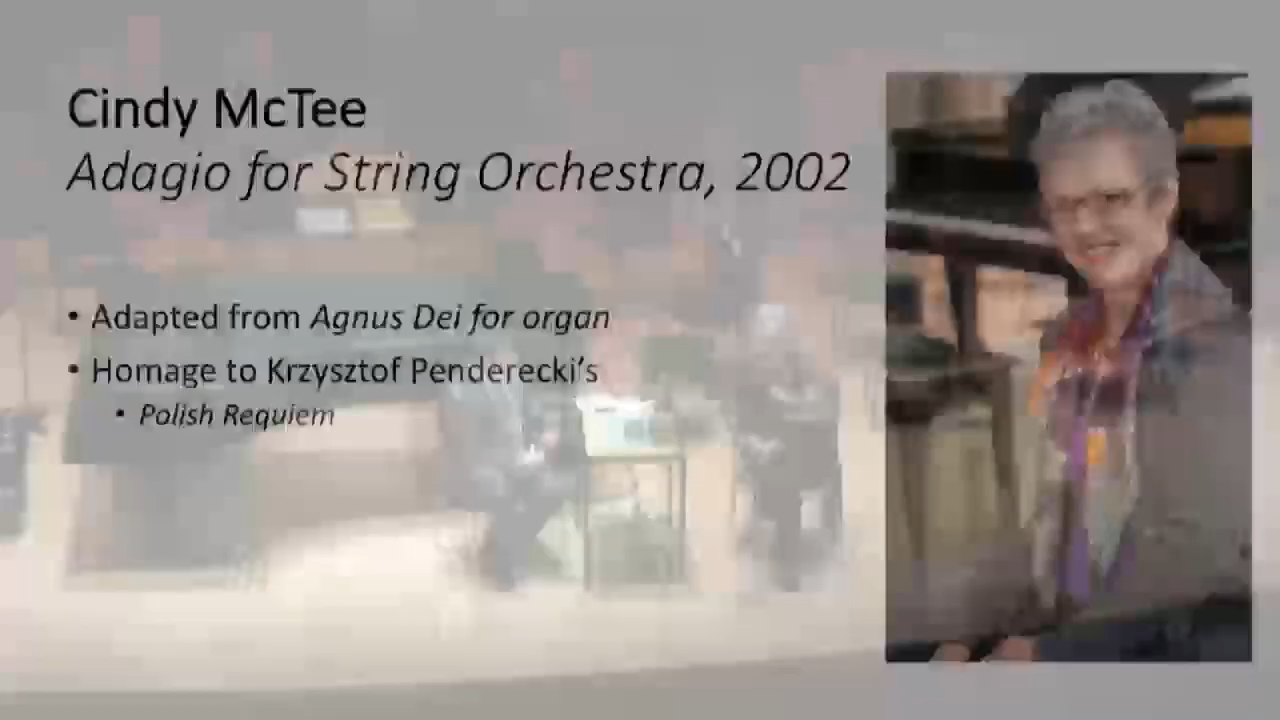 Cindy McTee
Adagio for String Orchestra, 2002
• Adapted from Agnus Dei for organ
• Homage to Krzysztof Penderecki’s
• Polish Requiem